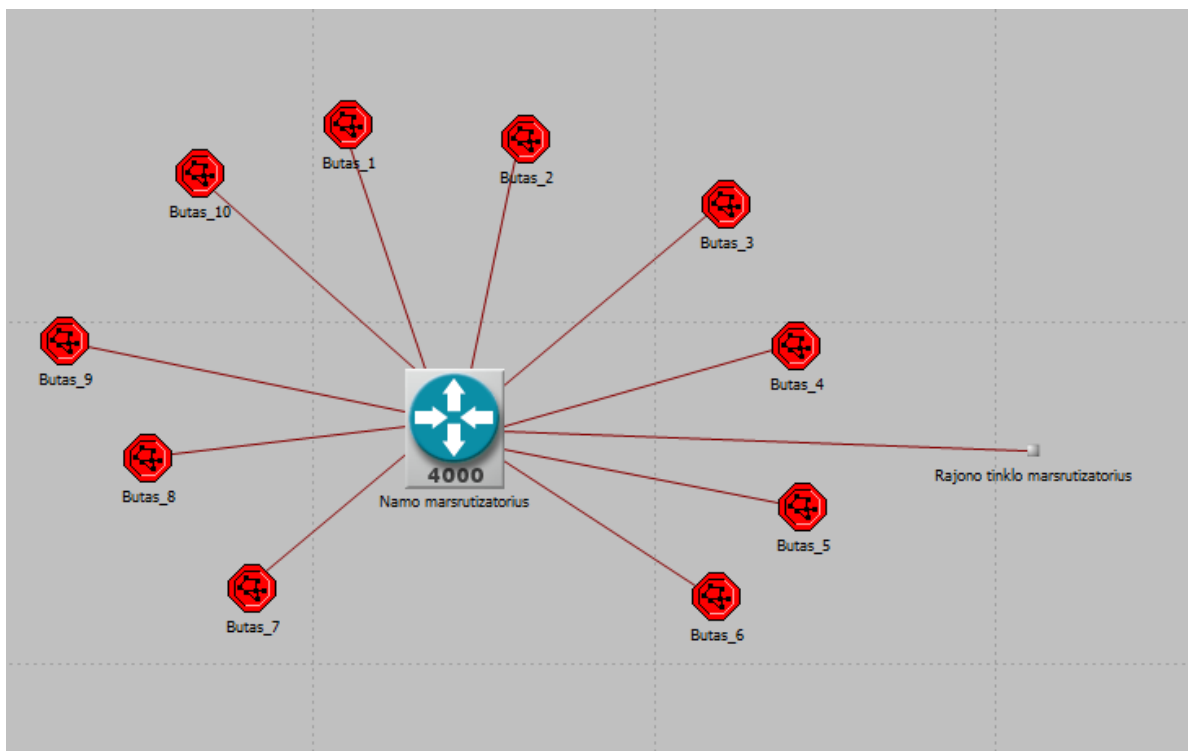 Butas_1
Butas_2
Butas_10
Butas_3
Butas_9
Butas_4
4000
Rajono tinklo marsrutizatorius
Butas_8
Namo marsrutizatorius
Butas_5
Butas_7
Butas_6